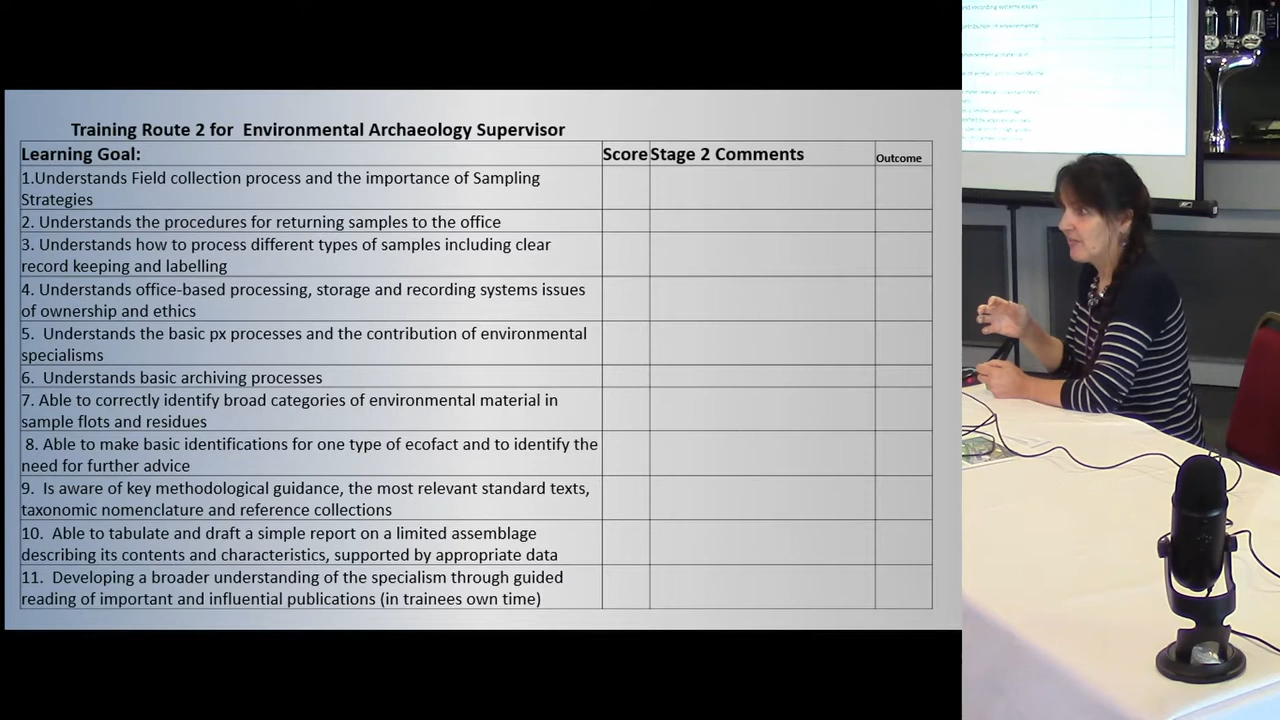 Training Route 2 for Environmental Archaeology Supervisor
Learning Goal: Score Stage 2 Comments Outcome
1.Understands Field collection process and the importance of Sampling
Strategies
2. Understands the procedures for returning samples to the office
3. Understands how to process different types of samples including clear
record keeping and labelling
4. Understands office-based processing, storage and recording systems issues
of ownership and ethics
5. Understands the basic px processes and the contribution of environmental
specialisms
6. Understands basic archiving processes
7. Able to correctly identify broad categories of environmental material in
sample flots and residues
8. Able to make basic identifications for one type of ecofact and to identify the
need for further advice
9. Is aware of key methodological guidance, the most relevant standard texts,
taxonomic nomenclature and reference collections
10. Able to tabulate and draft a simple report on a limited assemblage
describing its contents and characteristics, supported by appropriate data
11. Developing a broader understanding of the specialism through guided
reading of important and influential publications (in trainees own time)
and recording systems issues